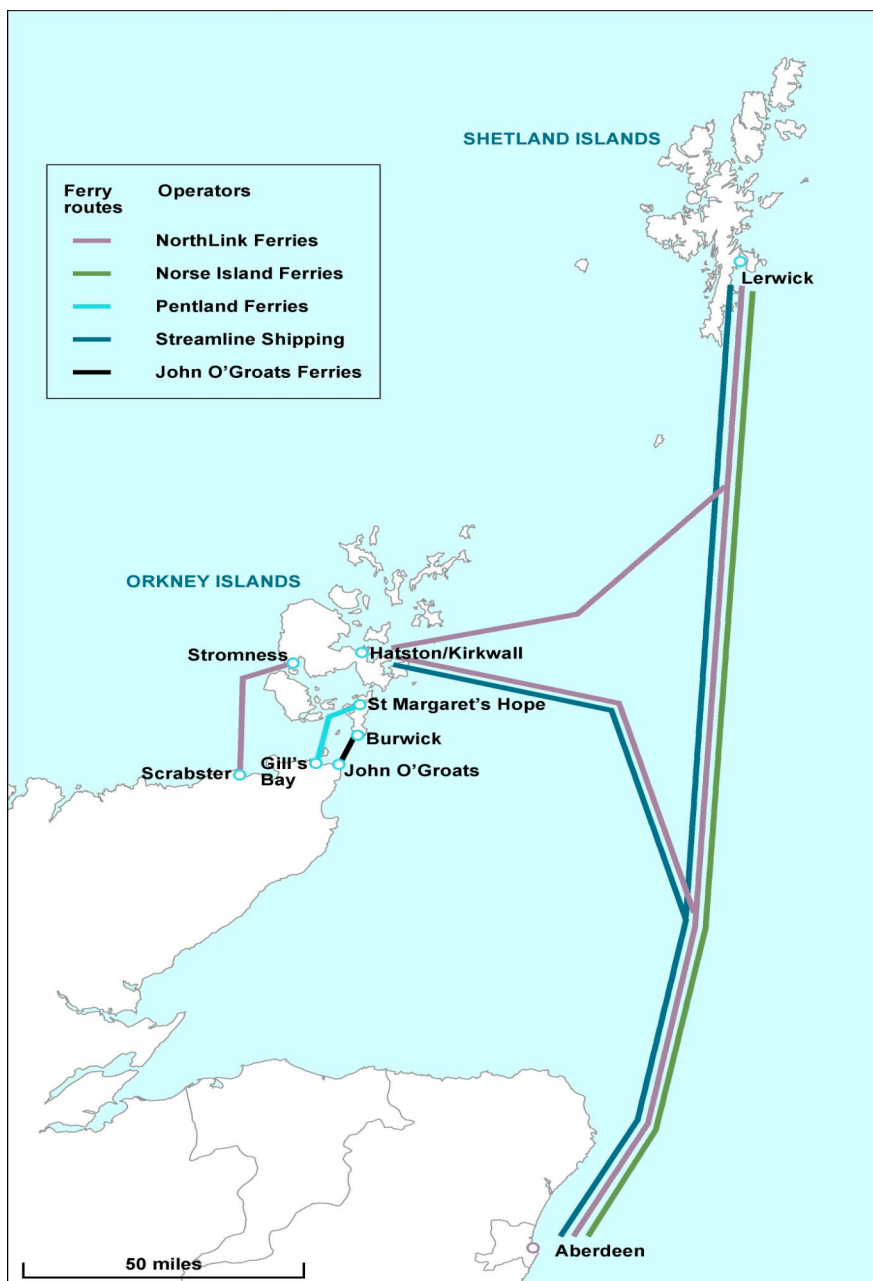 SHETLAND ISLANDS
Ferry
routes
Operators
NorthLink Ferries
Norse Island Ferries
Pentland Ferries
Streamline Shipping
John O'Groats Ferries
Lerwick
ORKNEY ISLANDS
Stromness
Hatston/Kirkwall
St Margaret's Hope
Burwick
Gill's
Bay
John O'Groats
Scrabster
Aberdeen
50 miles